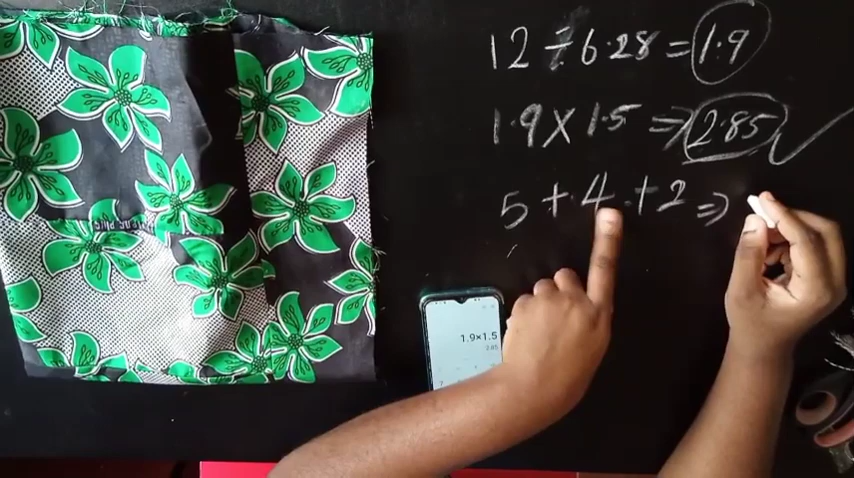 12 ÷ 6.28 = 1.9
1.9 X 1.5 ⇒ 2.85 ✓
5 + 4 + 2 ⇒
1.9×1.5
2.85
7